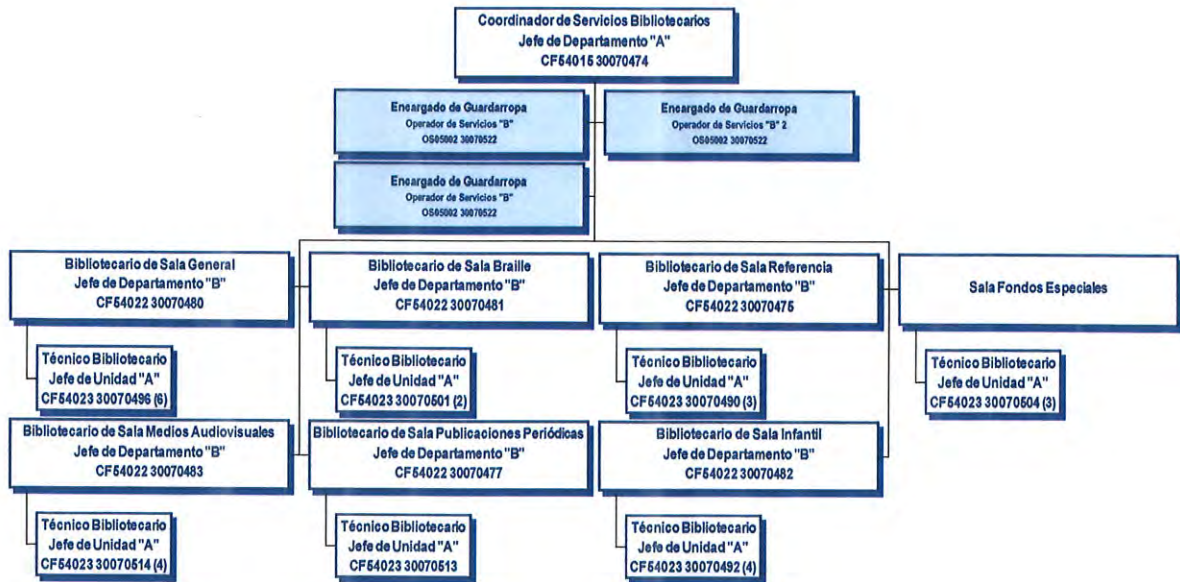 Coordinador de Servicios Bibliotecarios
Jefe de Departamento "A"
CF54015 30070474
Encargado de Guardarropa
Operador de Servicios "B"
OS05002 30070522
Encargado de Guardarropa
Operador de Servicios "B" 2
OS05002 30070522
Encargado de Guardarropa
Operador de Servicios "B"
OS05002 30070522
Bibliotecario de Sala General
Jefe de Departamento "B"
CF54022 30070480
Bibliotecario de Sala Braille
Jefe de Departamento "B"
CF54022 30070481
Bibliotecario de Sala Referencia
Jefe de Departamento "B"
CF54022 30070475
Sala Fondos Especiales
Técnico Bibliotecario
Jefe de Unidad "A"
CF54023 30070496 (6)
Técnico Bibliotecario
Jefe de Unidad "A"
CF54023 30070501 (2)
Técnico Bibliotecario
Jefe de Unidad "A"
CF54023 30070490 (3)
Técnico Bibliotecario
Jefe de Unidad "A"
CF54023 30070504 (3)
Bibliotecario de Sala Medios Audiovisuales
Jefe de Departamento "B"
CF54022 30070483
Bibliotecario de Sala Publicaciones Periódicas
Jefe de Departamento "B"
CF54022 30070477
Bibliotecario de Sala Infantil
Jefe de Departamento "B"
CF54022 30070482
Técnico Bibliotecario
Jefe de Unidad "A"
CF54023 30070514 (4)
Técnico Bibliotecario
Jefe de Unidad "A"
CF54023 30070513
Técnico Bibliotecario
Jefe de Unidad "A"
CF54023 30070492 (4)